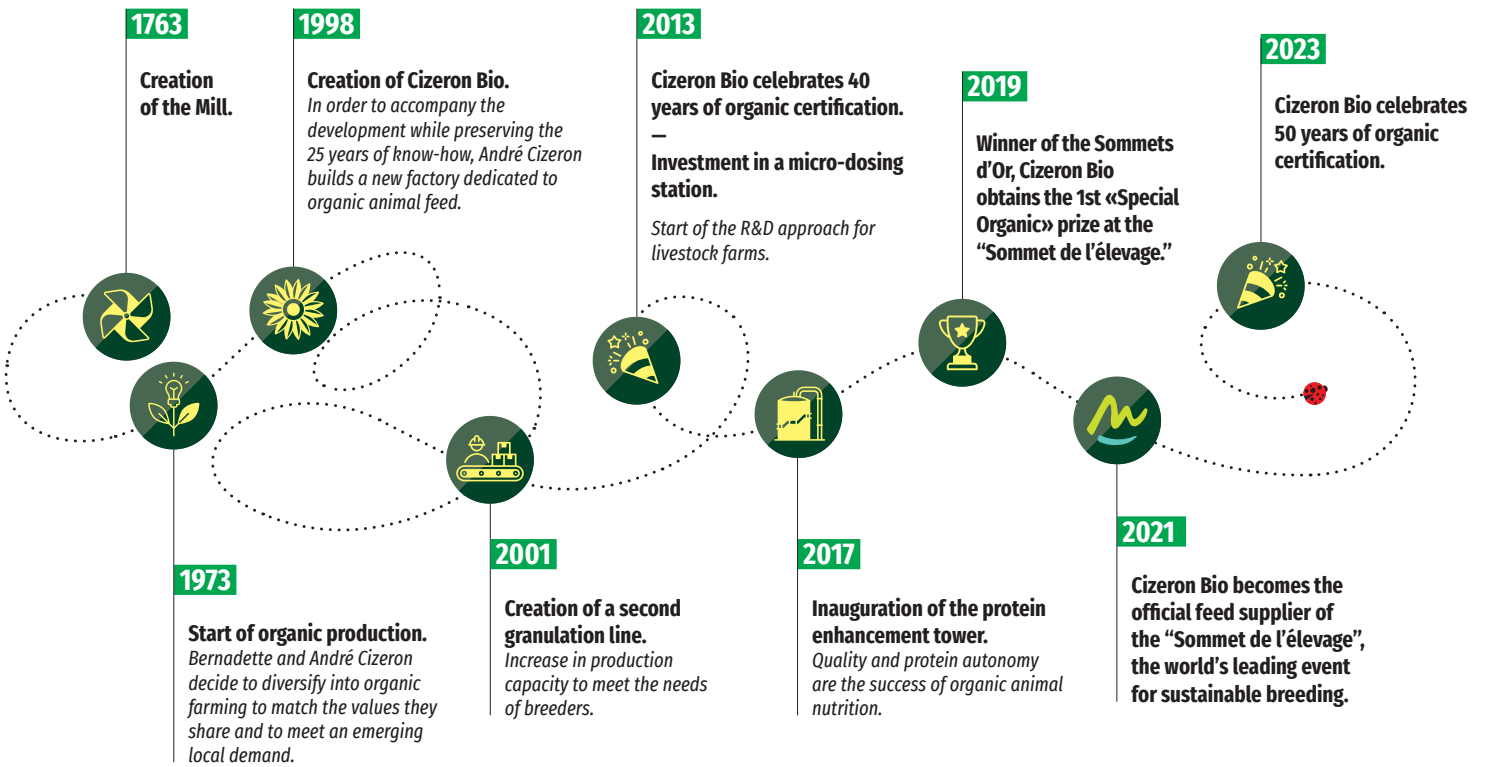 1763
Creation
of the Mill.
1973
Start of organic production.
Bernadette and André Cizeron
decide to diversify into organic
farming to match the values they
share and to meet an emerging
local demand.
1998
Creation of Cizeron Bio.
In order to accompany the
development while preserving the
25 years of know-how, André Cizeron
builds a new factory dedicated to
organic animal feed.
2001
Creation of a second
granulation line.
Increase in production
capacity to meet the needs
of breeders.
2013
Cizeron Bio celebrates 40
years of organic certification.
—
Investment in a micro-dosing
station.
Start of the R&D approach for
livestock farms.
2017
Inauguration of the protein
enhancement tower.
Quality and protein autonomy
are the success of organic animal
nutrition.
2019
Winner of the Sommets
d’Or, Cizeron Bio
obtains the 1st «Special
Organic» prize at the
“Sommet de l’élevage.”
2021
Cizeron Bio becomes the
official feed supplier of
the “Sommet de l’élevage”,
the world’s leading event
for sustainable breeding.
2023
Cizeron Bio celebrates
50 years of organic
certification.